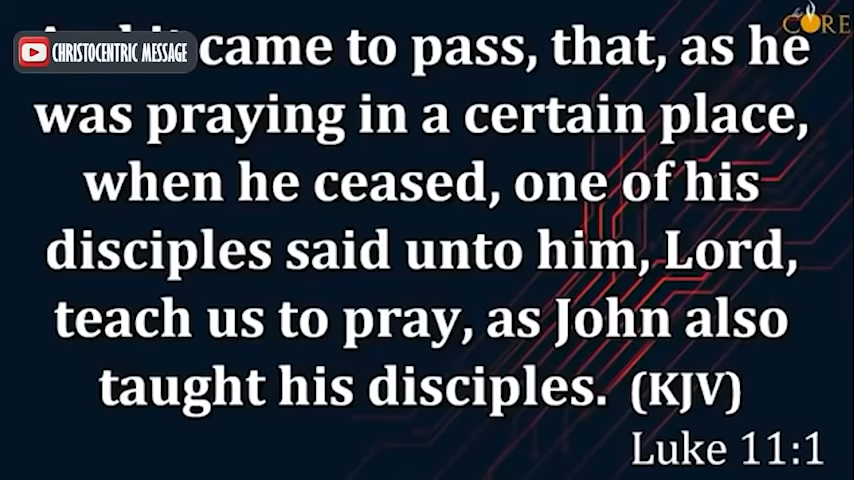 CHRISTOCENTRIC MESSAGE
CORE
came to pass, that, as he
was praying in a certain place,
when he ceased, one of his
disciples said unto him, Lord,
teach us to pray, as John also
taught his disciples. (KJV)
Luke 11:1